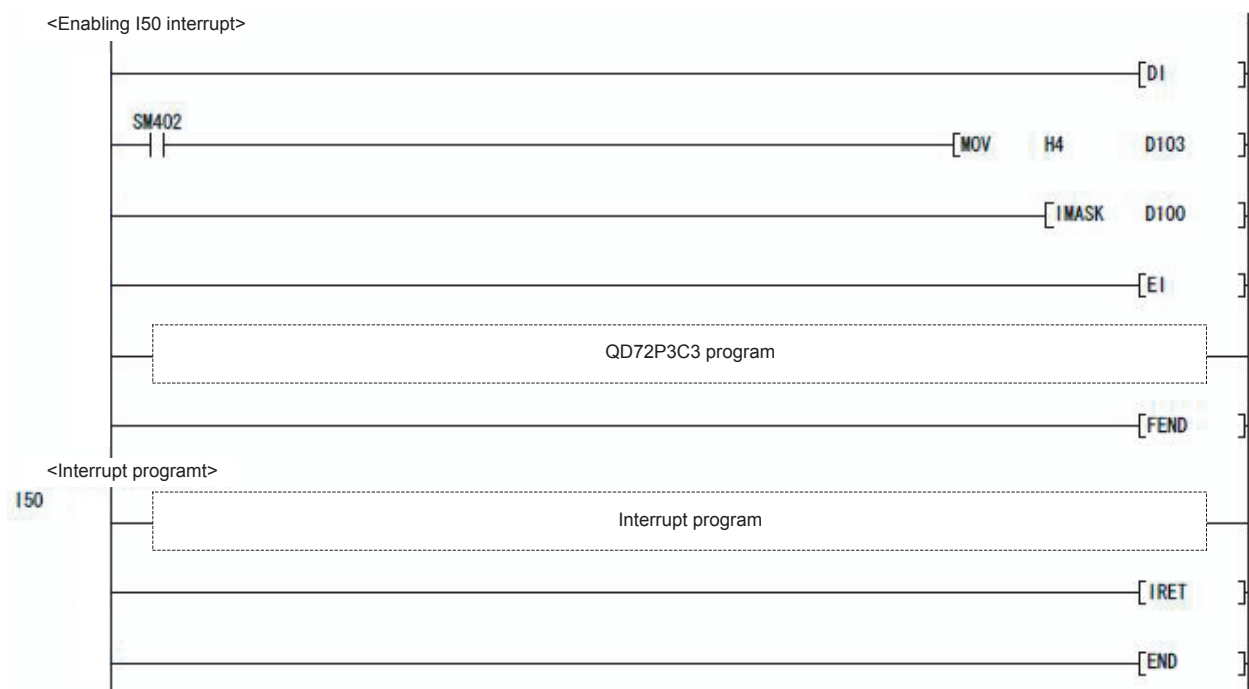 <Enabling I50 interrupt>
[DI ]
SM402
[MOV H4 D103 ]
[IMASK D100 ]
[EI ]
QD72P3C3 program
[FEND ]
<Interrupt programt>
I50
Interrupt program
[IRET ]
[END ]